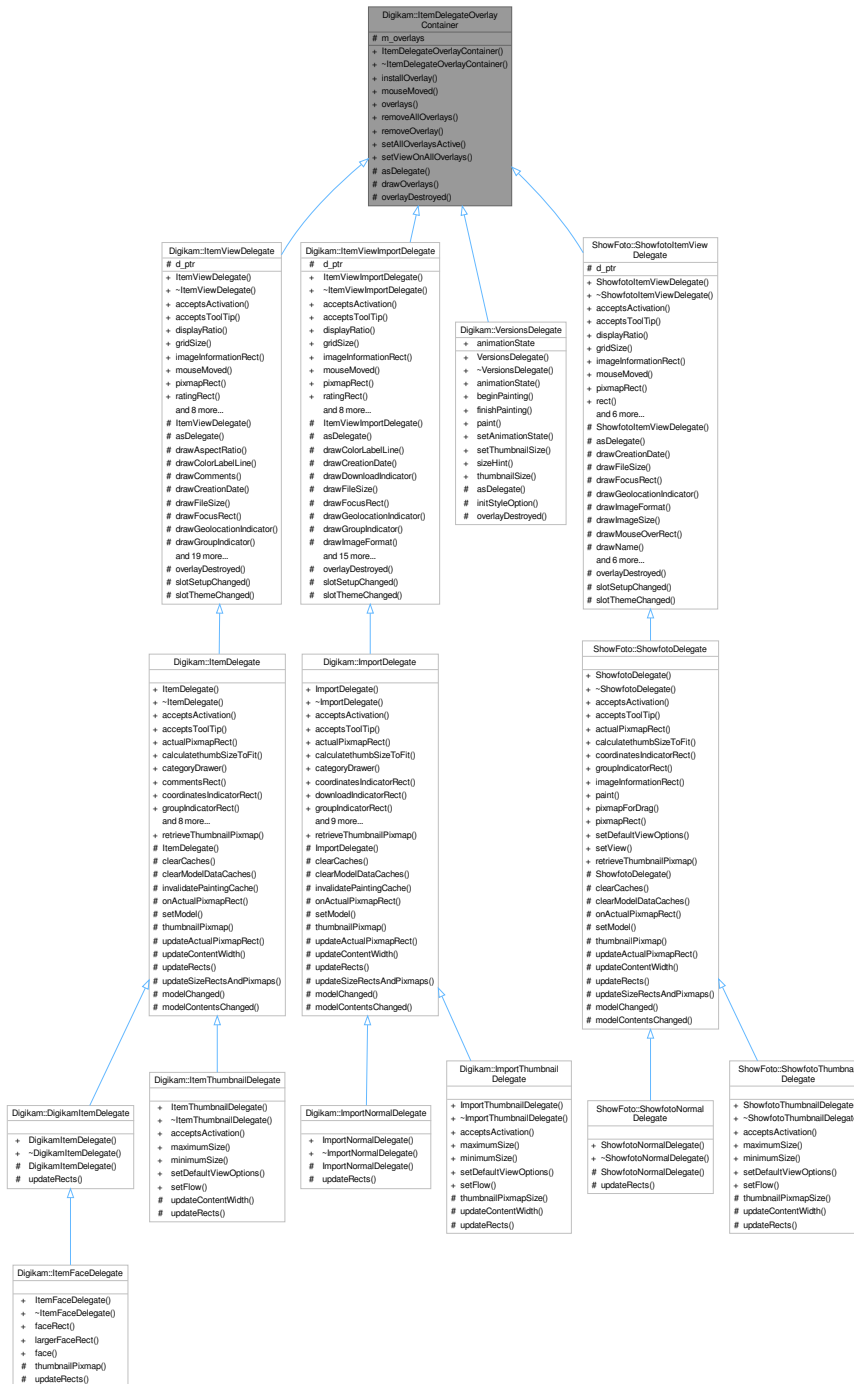 Digikam::ItemDelegateOverlay
Container
# m_overlays
+ ItemDelegateOverlayContainer()
+ ~ItemDelegateOverlayContainer()
+ installOverlay()
+ mouseMoved()
+ overlays()
+ removeAllOverlays()
+ removeOverlay()
+ setAllOverlaysActive()
+ setViewOnAllOverlays()
# asDelegate()
# drawOverlays()
# overlayDestroyed()
Digikam::ItemViewDelegate
# d_ptr
+ ItemViewDelegate()
+ ~ItemViewDelegate()
+ acceptsActivation()
+ acceptsToolTip()
+ displayRatio()
+ gridSize()
+ imageInformationRect()
+ mouseMoved()
+ pixmapRect()
+ ratingRect()
and 8 more...
# ItemViewDelegate()
# asDelegate()
# drawAspectRatio()
# drawColorLabelLine()
# drawComments()
# drawCreationDate()
# drawFileSize()
# drawFocusRect()
# drawGeolocationIndicator()
# drawGroupIndicator()
and 19 more...
# overlayDestroyed()
# slotSetupChanged()
# slotThemeChanged()
Digikam::ItemViewImportDelegate
# d_ptr
+ ItemViewImportDelegate()
+ ~ItemViewImportDelegate()
+ acceptsActivation()
+ acceptsToolTip()
+ displayRatio()
+ gridSize()
+ imageInformationRect()
+ mouseMoved()
+ pixmapRect()
+ ratingRect()
and 8 more...
# ItemViewImportDelegate()
# asDelegate()
# drawColorLabelLine()
# drawCreationDate()
# drawDownloadIndicator()
# drawFileSize()
# drawFocusRect()
# drawGeolocationIndicator()
# drawGroupIndicator()
# drawImageFormat()
and 15 more...
# overlayDestroyed()
# slotSetupChanged()
# slotThemeChanged()
Digikam::VersionsDelegate
+ animationState
+ VersionsDelegate()
+ ~VersionsDelegate()
+ animationState()
+ beginPainting()
+ finishPainting()
+ paint()
+ setAnimationState()
+ setThumbnailSize()
+ sizeHint()
+ thumbnailSize()
# asDelegate()
# initStyleOption()
# overlayDestroyed()
ShowFoto::ShowfotoItemView
Delegate
# d_ptr
+ ShowfotoItemViewDelegate()
+ ~ShowfotoItemViewDelegate()
+ acceptsActivation()
+ acceptsToolTip()
+ displayRatio()
+ gridSize()
+ imageInformationRect()
+ mouseMoved()
+ pixmapRect()
+ rect()
and 6 more...
# ShowfotoItemViewDelegate()
# asDelegate()
# drawCreationDate()
# drawFileSize()
# drawFocusRect()
# drawGeolocationIndicator()
# drawImageFormat()
# drawImageSize()
# drawMouseOverRect()
# drawName()
and 6 more...
# overlayDestroyed()
# slotSetupChanged()
# slotThemeChanged()
Digikam::ItemDelegate
+ ItemDelegate()
+ ~ItemDelegate()
+ acceptsActivation()
+ acceptsToolTip()
+ actualPixmapRect()
+ calculatethumbSizeToFit()
+ categoryDrawer()
+ commentsRect()
+ coordinatesIndicatorRect()
+ groupIndicatorRect()
and 8 more...
+ retrieveThumbnailPixmap()
# ItemDelegate()
# clearCaches()
# clearModelDataCaches()
# invalidatePaintingCache()
# onActualPixmapRect()
# setModel()
# thumbnailPixmap()
# updateActualPixmapRect()
# updateContentWidth()
# updateRects()
# updateSizeRectsAndPixmaps()
# modelChanged()
# modelContentsChanged()
Digikam::ImportDelegate
+ ImportDelegate()
+ ~ImportDelegate()
+ acceptsActivation()
+ acceptsToolTip()
+ actualPixmapRect()
+ calculatethumbSizeToFit()
+ categoryDrawer()
+ coordinatesIndicatorRect()
+ downloadIndicatorRect()
+ groupIndicatorRect()
and 9 more...
+ retrieveThumbnailPixmap()
# ImportDelegate()
# clearCaches()
# clearModelDataCaches()
# invalidatePaintingCache()
# onActualPixmapRect()
# setModel()
# thumbnailPixmap()
# updateActualPixmapRect()
# updateContentWidth()
# updateRects()
# updateSizeRectsAndPixmaps()
# modelChanged()
# modelContentsChanged()
ShowFoto::ShowfotoDelegate
+ ShowfotoDelegate()
+ ~ShowfotoDelegate()
+ acceptsActivation()
+ acceptsToolTip()
+ actualPixmapRect()
+ calculatethumbSizeToFit()
+ coordinatesIndicatorRect()
+ groupIndicatorRect()
+ imageInformationRect()
+ paint()
+ pixmapForDrag()
+ pixmapRect()
+ setDefaultViewOptions()
+ setView()
+ retrieveThumbnailPixmap()
# ShowfotoDelegate()
# clearCaches()
# clearModelDataCaches()
# onActualPixmapRect()
# setModel()
# thumbnailPixmap()
# updateActualPixmapRect()
# updateContentWidth()
# updateRects()
# updateSizeRectsAndPixmaps()
# modelChanged()
# modelContentsChanged()
Digikam::DigikamItemDelegate
+ DigikamItemDelegate()
+ ~DigikamItemDelegate()
# DigikamItemDelegate()
# updateRects()
Digikam::ItemThumbnailDelegate
+ ItemThumbnailDelegate()
+ ~ItemThumbnailDelegate()
+ acceptsActivation()
+ maximumSize()
+ minimumSize()
+ setDefaultViewOptions()
+ setFlow()
# updateContentWidth()
# updateRects()
Digikam::ImportNormalDelegate
+ ImportNormalDelegate()
+ ~ImportNormalDelegate()
# ImportNormalDelegate()
# updateRects()
Digikam::ImportThumbnail
Delegate
+ ImportThumbnailDelegate()
+ ~ImportThumbnailDelegate()
+ acceptsActivation()
+ maximumSize()
+ minimumSize()
+ setDefaultViewOptions()
+ setFlow()
# thumbnailPixmapSize()
# updateContentWidth()
# updateRects()
ShowFoto::ShowfotoNormal
Delegate
+ ShowfotoNormalDelegate()
+ ~ShowfotoNormalDelegate()
# ShowfotoNormalDelegate()
# updateRects()
ShowFoto::ShowfotoThumbna
Delegate
+ ShowfotoThumbnailDelegate
+ ~ShowfotoThumbnailDelegate
+ acceptsActivation()
+ maximumSize()
+ minimumSize()
+ setDefaultViewOptions()
+ setFlow()
# thumbnailPixmapSize()
# updateContentWidth()
# updateRects()
Digikam::ItemFaceDelegate
+ ItemFaceDelegate()
+ ~ItemFaceDelegate()
+ faceRect()
+ largerFaceRect()
+ face()
# thumbnailPixmap()
# updateRects()